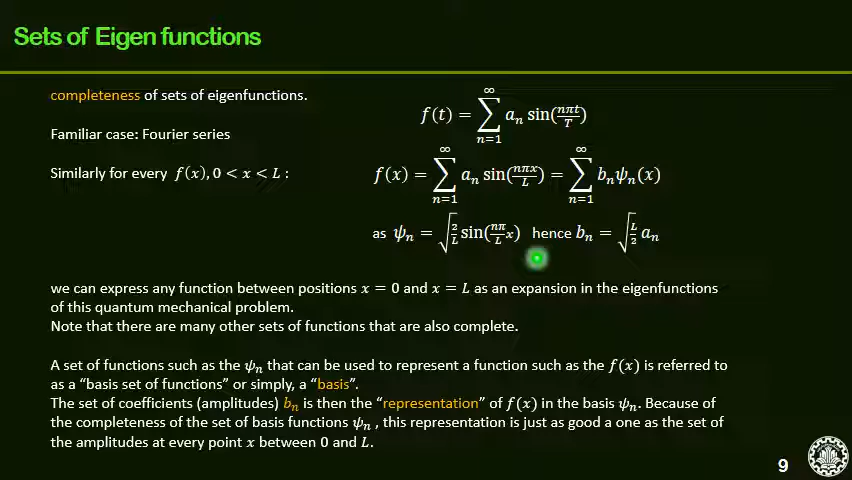 Sets of Eigen functions
completeness of sets of eigenfunctions.
f(t) = ∑_{n=1}^{∞} a_n sin(nπt/T)
Familiar case: Fourier series
Similarly for every f(x), 0 < x < L :
f(x) = ∑_{n=1}^{∞} a_n sin(nπx/L) = ∑_{n=1}^{∞} b_n ψ_n(x)
as ψ_n = √(2/L) sin(nπ/L x) hence b_n = √(L/2) a_n
we can express any function between positions x = 0 and x = L as an expansion in the eigenfunctions
of this quantum mechanical problem.
Note that there are many other sets of functions that are also complete.
A set of functions such as the ψ_n that can be used to represent a function such as the f(x) is referred to
as a “basis set of functions” or simply, a “basis”.
The set of coefficients (amplitudes) b_n is then the “representation” of f(x) in the basis ψ_n. Because of
the completeness of the set of basis functions ψ_n , this representation is just as good a one as the set of
the amplitudes at every point x between 0 and L.
9